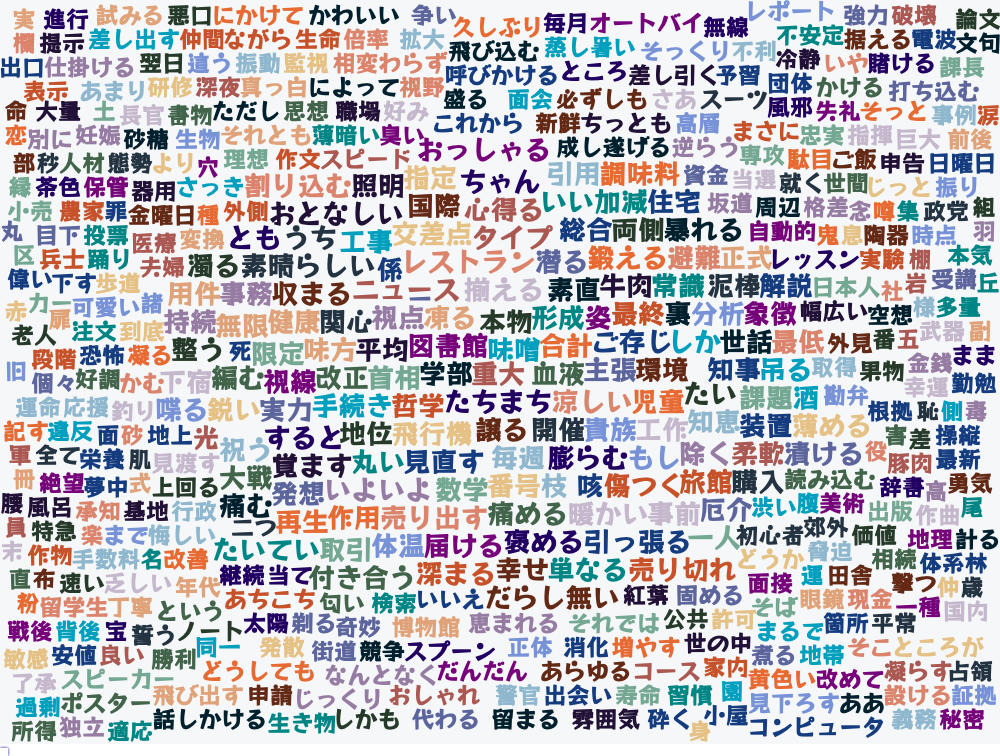 実 進行 試みる 悪口 にかけて かわいい 争い 久しぶり 毎月 オートバイ 無線 レポート 強力 破壊 論文
欄 提示 差し出す 仲間 ながら 生命 倍率 拡大 飛び込む 蒸し暑い そっくり 不利 不安定 据える 電波 文句
出口 仕掛ける 翌日 違う 振動 監視 相変わらず 呼びかける ところ 差し引く 予習 冷静 いや 賭ける 課長
表示 あまり 研修 深夜 真っ白 によって 視野 盛る 面会 必ずしも さあ スーツ 団体 かける 打ち込む
命 大量 土 長官 書物 ただし 思想 職場 好み これから 新鮮 ちっとも 高層 風邪 失礼 そっと 事例 涙
恋 別に 妊娠 砂糖 生物 それとも 薄暗い 臭い おっしゃる 成し遂げる 逆らう まさに 忠実 指揮 巨大 前後
部 秒 人材 態勢 より 穴 理想 作文 スピード 指定 ちゃん 引用 調味料 資金 専攻 駄目 ご飯 申告 日曜日
縁 茶色 保管 器用 さっき 割り込む 照明 国際 心得る いい加減 住宅 当選 就く 世間 じっと 振り
小売 農家 罪 金曜日 種 外側 おとなしい 坂道 周辺 格差 念 噂 集 政党 組
丸 目下 投票 医療 変換 とも うち 工事 交差点 タイプ 総合 両側 暴れる 自動的 鬼 息 陶器 時点 羽
区 兵士 踊り 夫婦 濁る 素晴らしい 係 レストラン 潜る 鍛える 避難 正式 レッスン 実験 棚 本気
偉い 下す 歩道 用件 事務 収まる ニュース 揃える 素直 牛肉 常識 泥棒 解説 日本人 社 岩 受講 丘
赤 カー 扉 可愛い 諸 持続 無限 健康 関心 視点 凍る 本物 形成 姿 最終 裏 分析 象徴 幅広い 空想 様 多量
老人 注文 到底 整う 死 限定 味方 平均 図書館 味噌 合計 ご存じ しか 世話 最低 外見 番 五 武器 副
旧 段階 恐怖 凝る 編む 視線 改正 首相 学部 重大 血液 主張 環境 知事 吊る 取得 果物 金銭 まま
個々 好調 かむ 下宿 手続き 哲学 たちまち 涼しい 児童 たい 課題 酒 勘弁 幸運 勤勉
運命 応援 釣り 喋る 鋭い 実力 根拠 恥 側 毒
記す 違反 面 砂 地上 光 祝う すると 地位 飛行機 譲る 開催 貴族 工作 知恵 装置 薄める 害 差 操縦
軍 全て 栄養 肌 見渡す 覚ます 丸い 見直す 毎週 膨らむ もし 除く 柔軟 漬ける 役 豚肉 最新
冊 絶望 夢中 式 上回る 大戦 発想 いよいよ 数学 番号 枝 咳 傷つく 旅館 購入 読み込む 辞書 高 勇気
腰 風呂 承知 基地 行政 痛む 二つ 再生 作用 売り出す 痛める 暖かい 事前 厄介 渋い 腹 美術 出版 作曲 尾
員 特急 楽 まで 悔しい たいてい 取引 体温 届ける 褒める 引っ張る 一人 初心者 郊外 価値 地理 計る
ボ 作物 手数料 名 改善 継続 当て 付き合う 深まる 幸せ 単なる 売り切れ どうか 脅迫 相続 体系 林
直 布 速い 乏しい 年代 あちこち 匂い 検索 いいえ だらし無い 紅葉 固める 面接 運 田舎 撃つ 仲 歳
粉 留学生 丁寧 という 太陽 剃る 奇妙 博物館 恵まれる それでは 公共 許可 そば 眼鏡 現金 一種 国内
戦後 背後 宝 誓う ノート まるで 箇所 平常
敏感 安値 良い 勝利 同一 発散 街道 競争 スプーン 正体 消化 増やす 世の中 煮る 地帯 そこ ところが
了承 スピーカー どうしても なんとなく だんだん あらゆる コース 家内 黄色い 改めて 凝らす 占領
過剰 ポスター 飛び出す 申請 じっくり おしゃれ 警官 出会い 寿命 習慣 園 見下ろす ああ 設ける 証拠
所得 独立 適応 話しかける 生き物 しかも 代わる 留まる 雰囲気 砕く 身 小屋 コンピュータ 義務 秘密